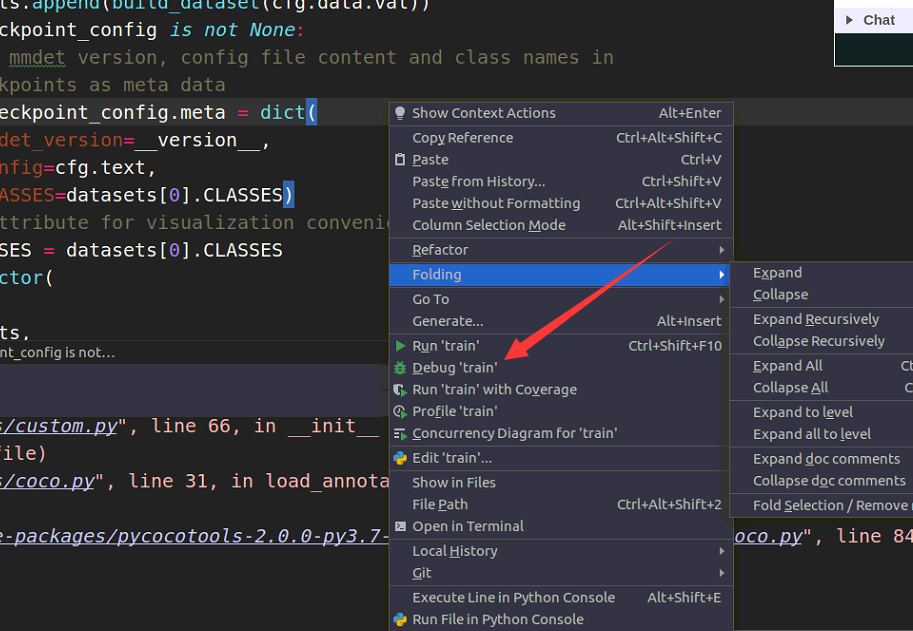 ts.append(build_dataset(cfg.data.val))
eckpoint_config is not None:
mmdet version, config file content and class names in
kpoints as meta data
eckpoint_config.meta = dict(
det_version=__version__,
nfig=cfg.text,
ASSES=datasets[0].CLASSES)
ttribute for visualization convenie
SES = datasets[0].CLASSES
ctor(
ts,
nt_config is not...
s/custom.py", line 66, in __init__
file)
s/coco.py", line 31, in load_annota
e-packages/pycocotools-2.0.0-py3.7-
oco.py", line 84
Chat
Show Context Actions Alt+Enter
Copy Reference Ctrl+Alt+Shift+C
Paste Ctrl+V
Paste from History... Ctrl+Shift+V
Paste without Formatting Ctrl+Alt+Shift+V
Column Selection Mode Alt+Shift+Insert
Refactor
Folding
Go To
Generate... Alt+Insert
Run 'train' Ctrl+Shift+F10
Debug 'train'
Run 'train' with Coverage
Profile 'train'
Concurrency Diagram for 'train'
Edit 'train'...
Show in Files
File Path Ctrl+Alt+Shift+2
Open in Terminal
Local History
Git
Execute Line in Python Console Alt+Shift+E
Run File in Python Console
Expand
Collapse
Expand Recursively
Collapse Recursively
Expand All Ct
Collapse All C
Expand to level
Expand all to level
Expand doc comments
Collapse doc comments
Fold Selection / Remove